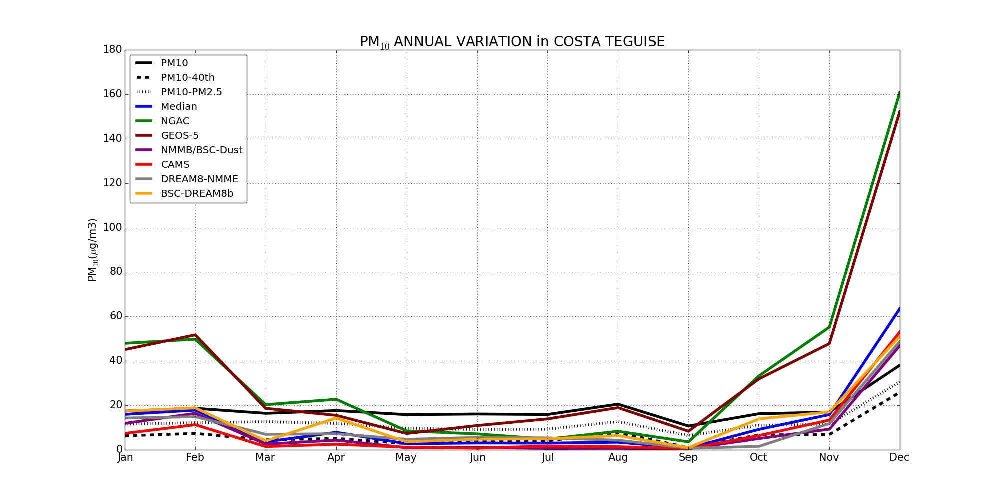 PM₁₀ ANNUAL VARIATION in COSTA TEGUISE
180
160
140
120
100
80
60
40
20
0
PM₁₀(μg/m3)
PM10
PM10-40th
PM10-PM2.5
Median
NGAC
GEOS-5
NMMB/BSC-Dust
CAMS
DREAM8-NMME
BSC-DREAM8b
Jan Feb Mar Apr May Jun Jul Aug Sep Oct Nov Dec